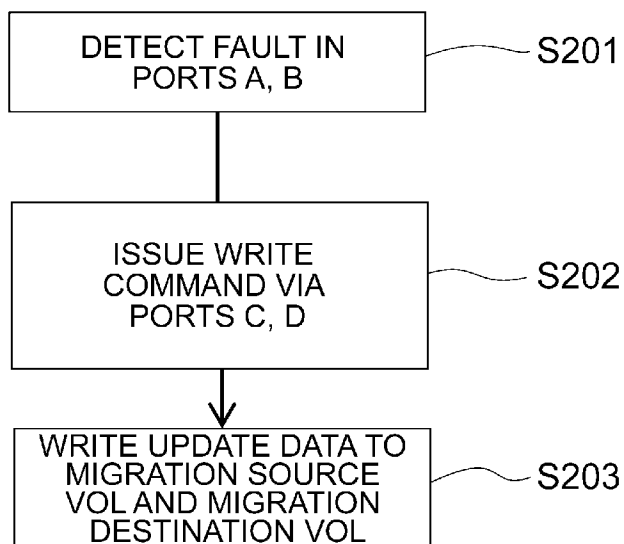 DETECT FAULT IN
PORTS A, B
S201
ISSUE WRITE
COMMAND VIA
PORTS C, D
S202
WRITE UPDATE DATA TO
MIGRATION SOURCE
VOL AND MIGRATION
DESTINATION VOL
S203